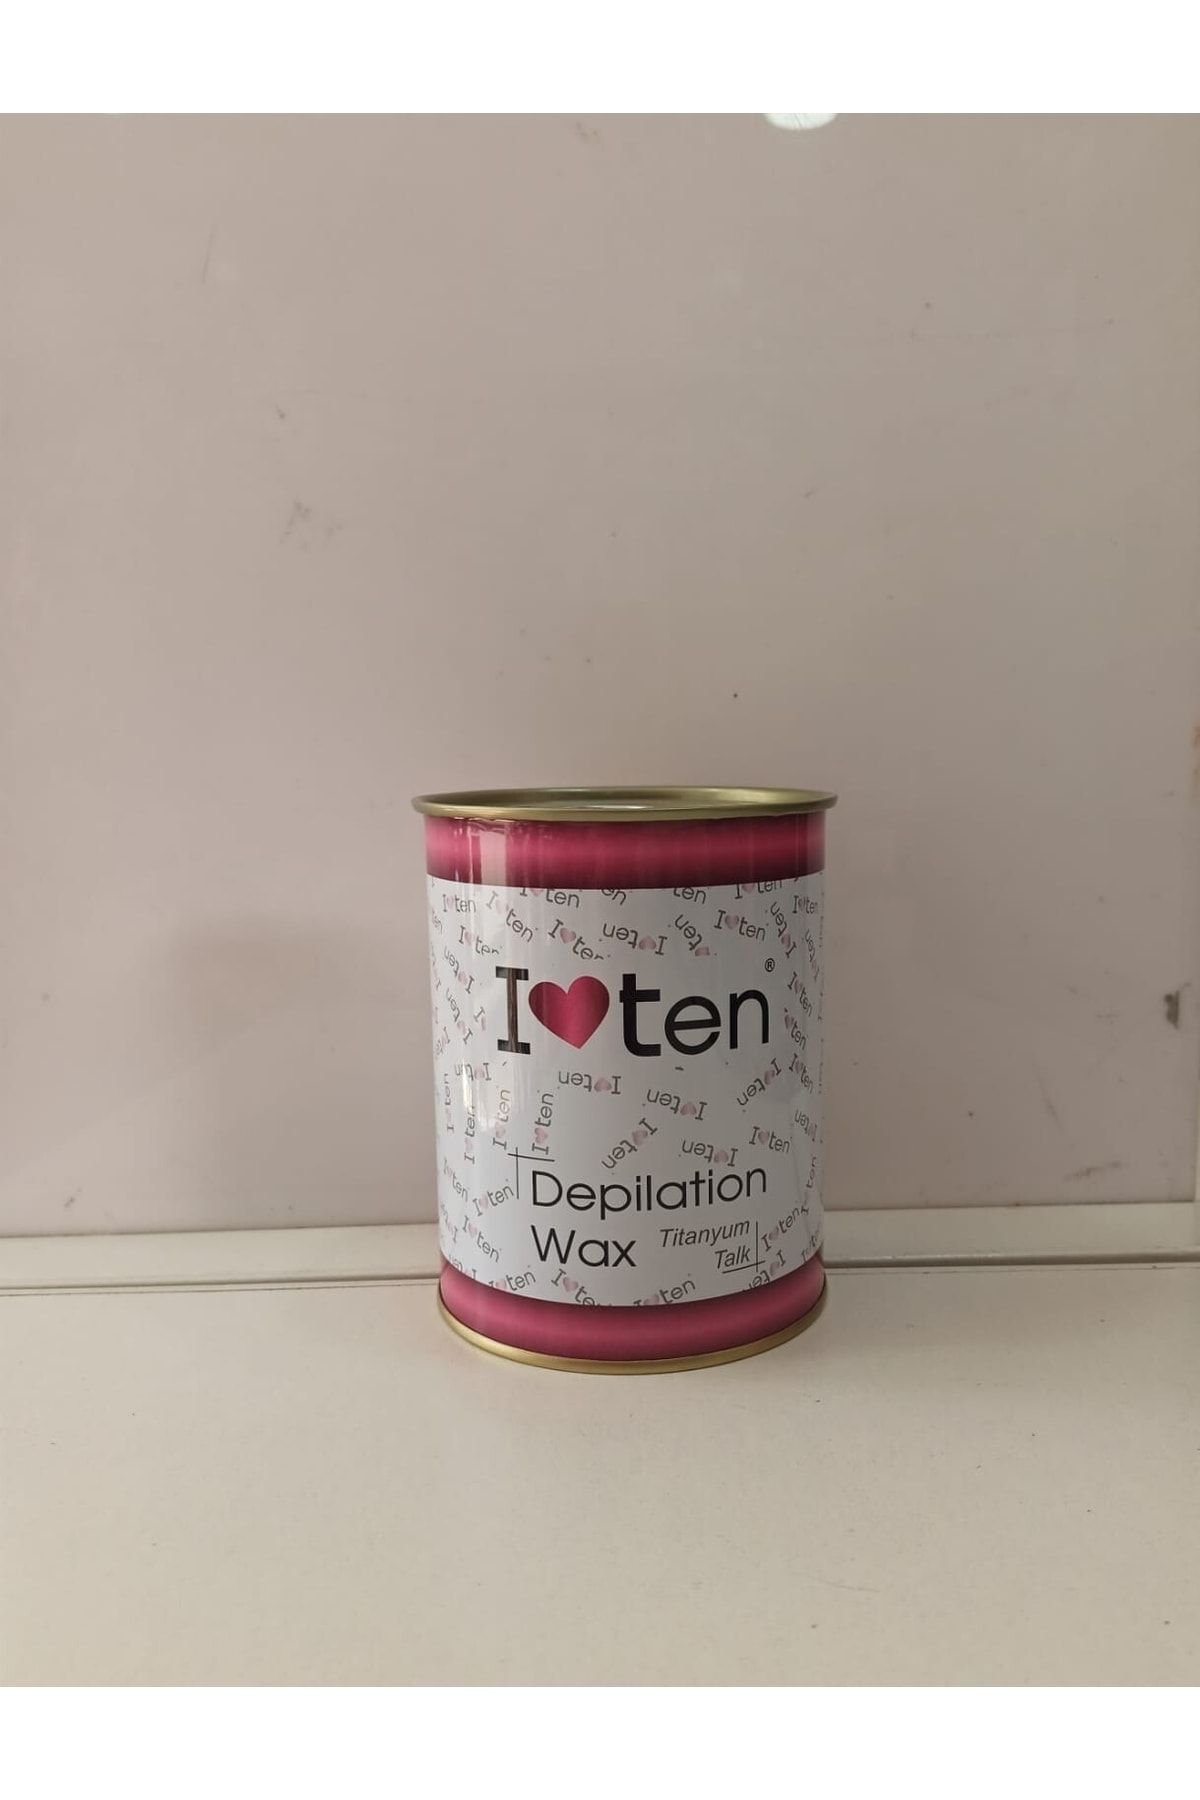 I❤ten®
Depilation
Wax
Titanyum
Talk